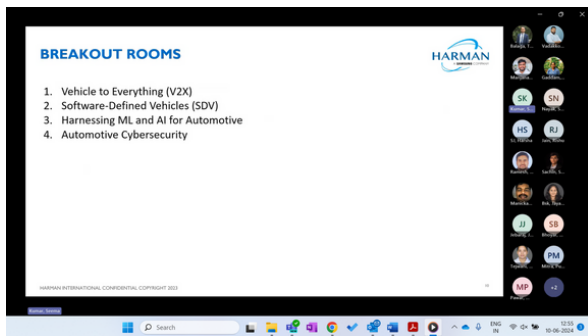 BREAKOUT ROOMS
HARMAN
A SAMSUNG COMPANY
1. Vehicle to Everything (V2X)
2. Software-Defined Vehicles (SDV)
3. Harnessing ML and AI for Automotive
4. Automotive Cybersecurity
HARMAN INTERNATIONAL CONFIDENTIAL COPYRIGHT 2023
SK
SN
HS
RJ
JJ
SB
PM
MP
+2
Search
ENG
IN
12:55
10-06-2024